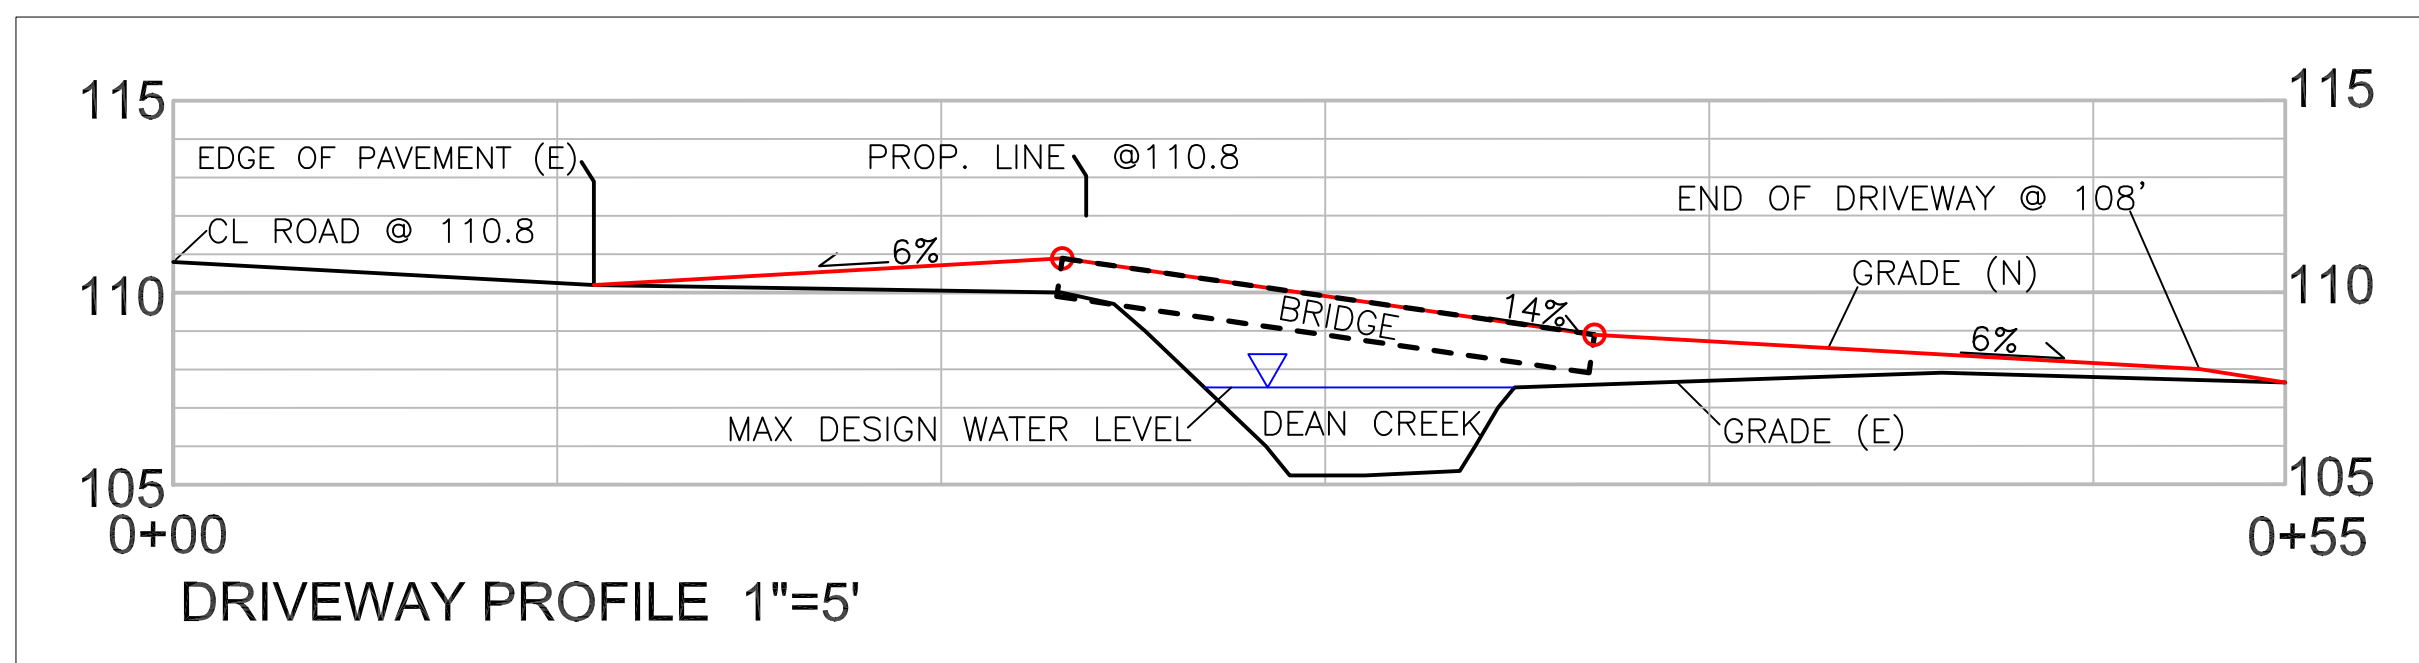 115
115
EDGE OF PAVEMENT (E)
PROP. LINE @110.8
END OF DRIVEWAY @ 108'
CL ROAD @ 110.8
6%
GRADE (N)
110
110
BRIDGE
14%
6%
MAX DESIGN WATER LEVEL
DEAN CREEK
GRADE (E)
105
105
0+00
0+55
DRIVEWAY PROFILE 1"=5'